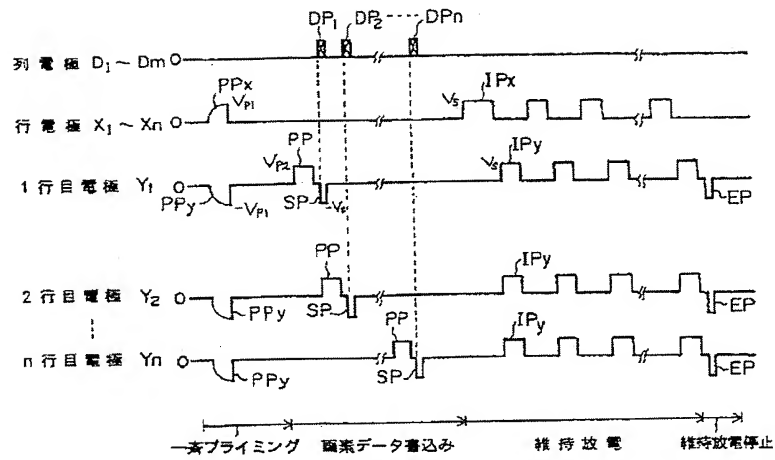 DP1 DP2 ---- DPn
列電極 D1～Dm 0
PPx VP1 VS IPx
行電極 X1～Xn 0
PP VP2 VS IPy
1行目電極 Y1 0
PPy -VP1 SP EP
PP IPy
2行目電極 Y2 0
PPy SP EP
PP IPy
n行目電極 Yn 0
PPy SP EP
一斉プライミング 画素データ書込み 維持放電 維持放電停止